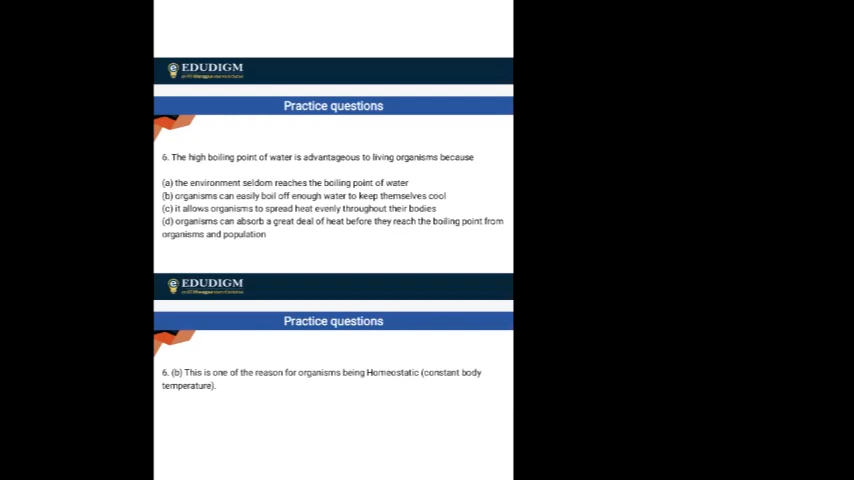 EDUDIGM
Practice questions
6. The high boiling point of water is advantageous to living organisms because
(a) the environment seldom reaches the boiling point of water
(b) organisms can easily boil off enough water to keep themselves cool
(c) it allows organisms to spread heat evenly throughout their bodies
(d) organisms can absorb a great deal of heat before they reach the boiling point from
organisms and population
EDUDIGM
Practice questions
6. (b) This is one of the reason for organisms being Homeostatic (constant body
temperature).